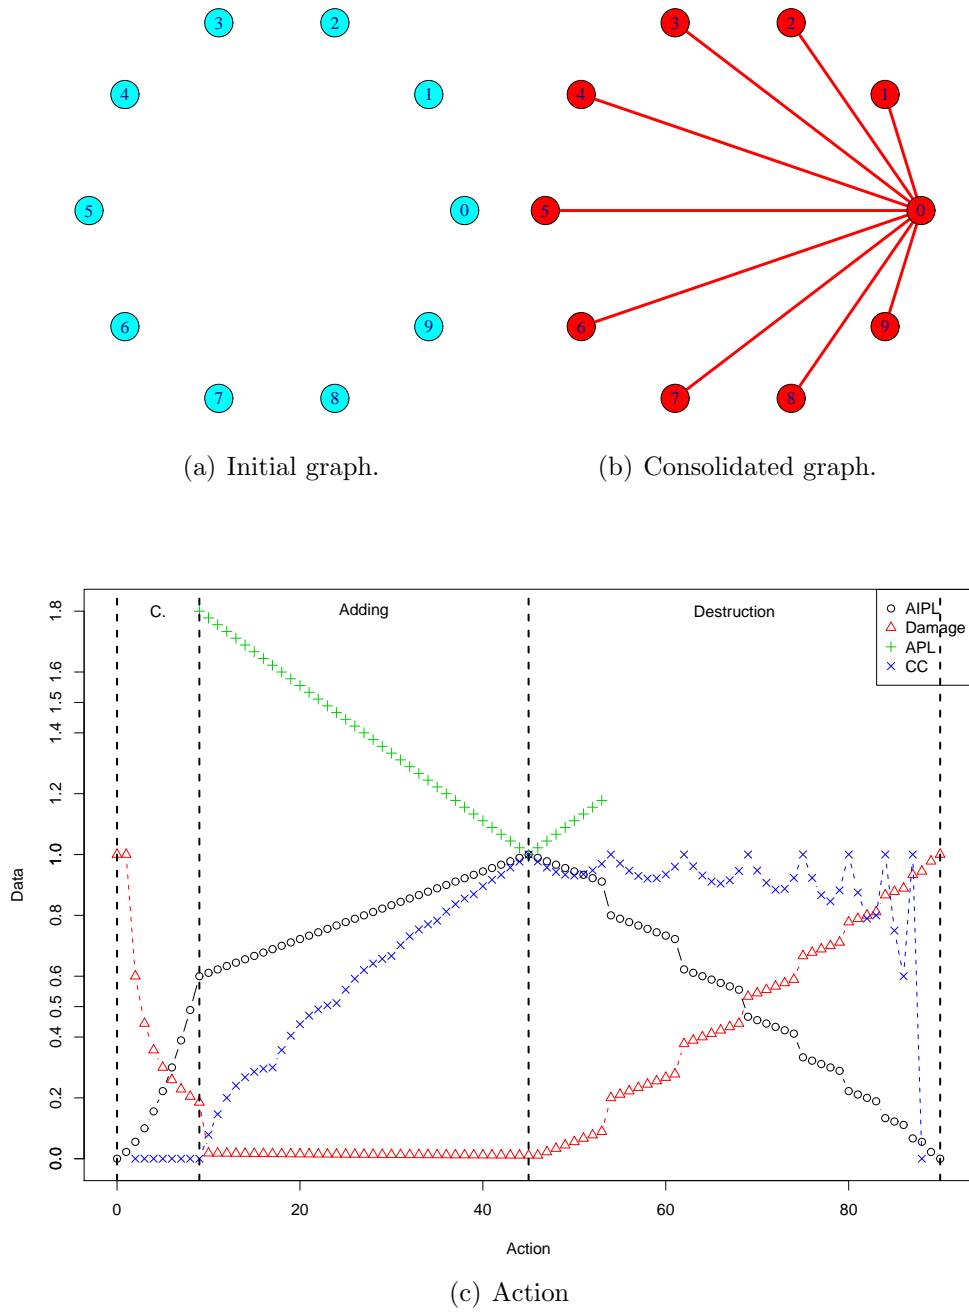 3 2 3 2
4 1 4 1
5 0 5 0
6 9 6 9
7 8 7 8
(a) Initial graph. (b) Consolidated graph.
C. Adding Destruction
AIPL
Damage
APL
CC
1.8
1.6
1.5
1.4
1.2
1.0
0.8
0.6
0.5
0.4
0.2
0.0
Data
0 20 40 60 80
Action
(c) Action